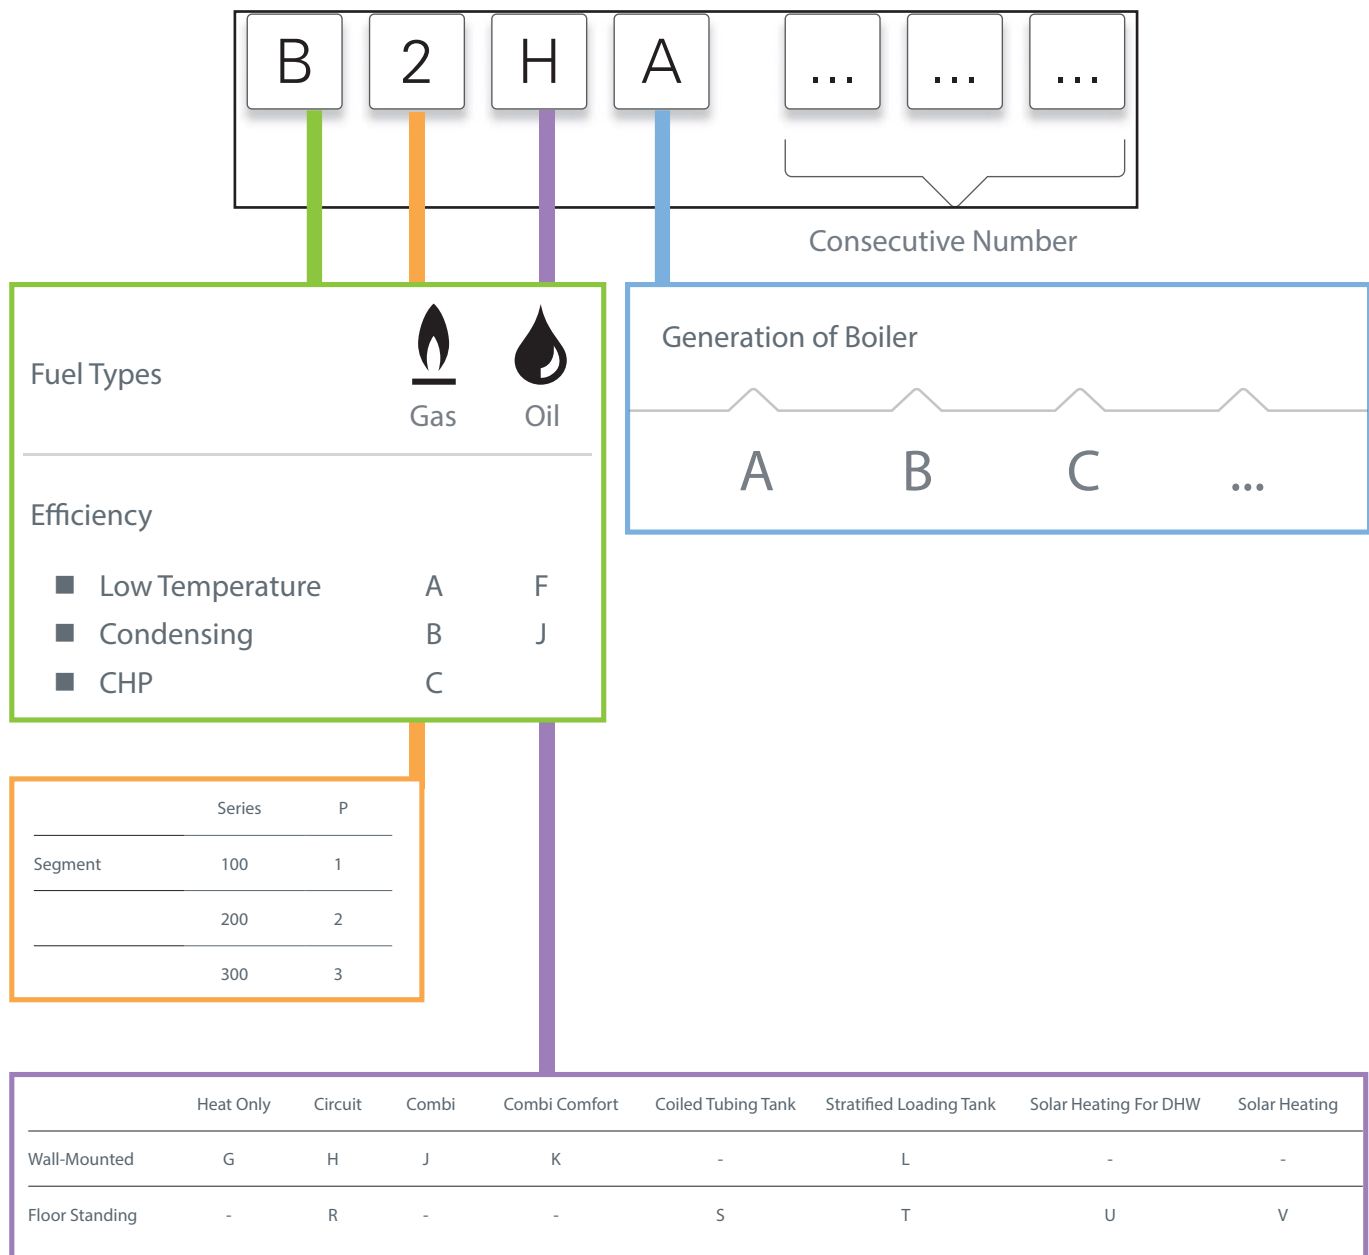 B 2 H A ... ... ...
Consecutive Number
Fuel Types
Gas Oil
Efficiency
Low Temperature A F
Condensing B J
CHP C
Generation of Boiler
A B C ...
Series P
Segment 100 1
200 2
300 3
Heat Only Circuit Combi Combi Comfort Coiled Tubing Tank Stratified Loading Tank Solar Heating For DHW Solar Heating
Wall-Mounted G H J K - L - -
Floor Standing - R - - S T U V